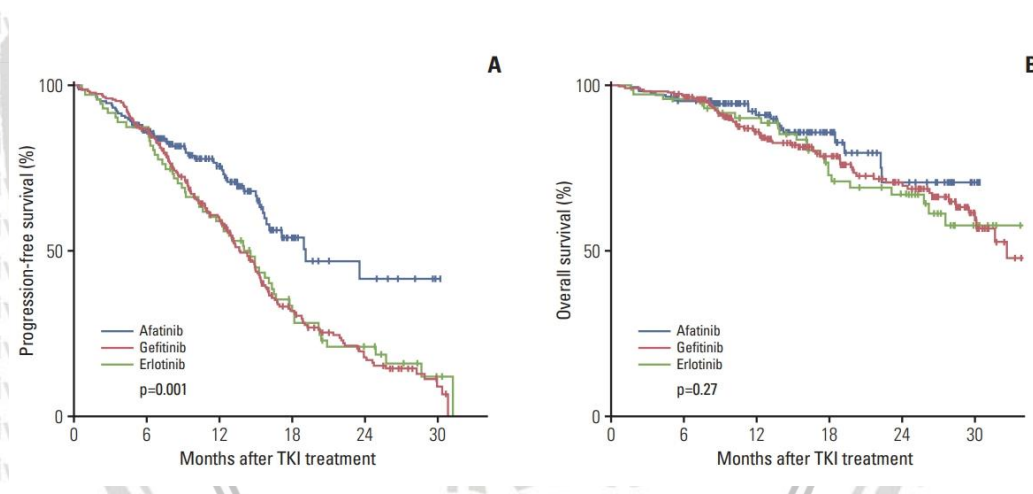 A
Progression-free survival (%)
100
50
0
Afatinib
Gefitinib
Erlotinib
p=0.001
0 6 12 18 24 30
Months after TKI treatment
B
Overall survival (%)
100
50
0
Afatinib
Gefitinib
Erlotinib
p=0.27
0 6 12 18 24 30
Months after TKI treatment